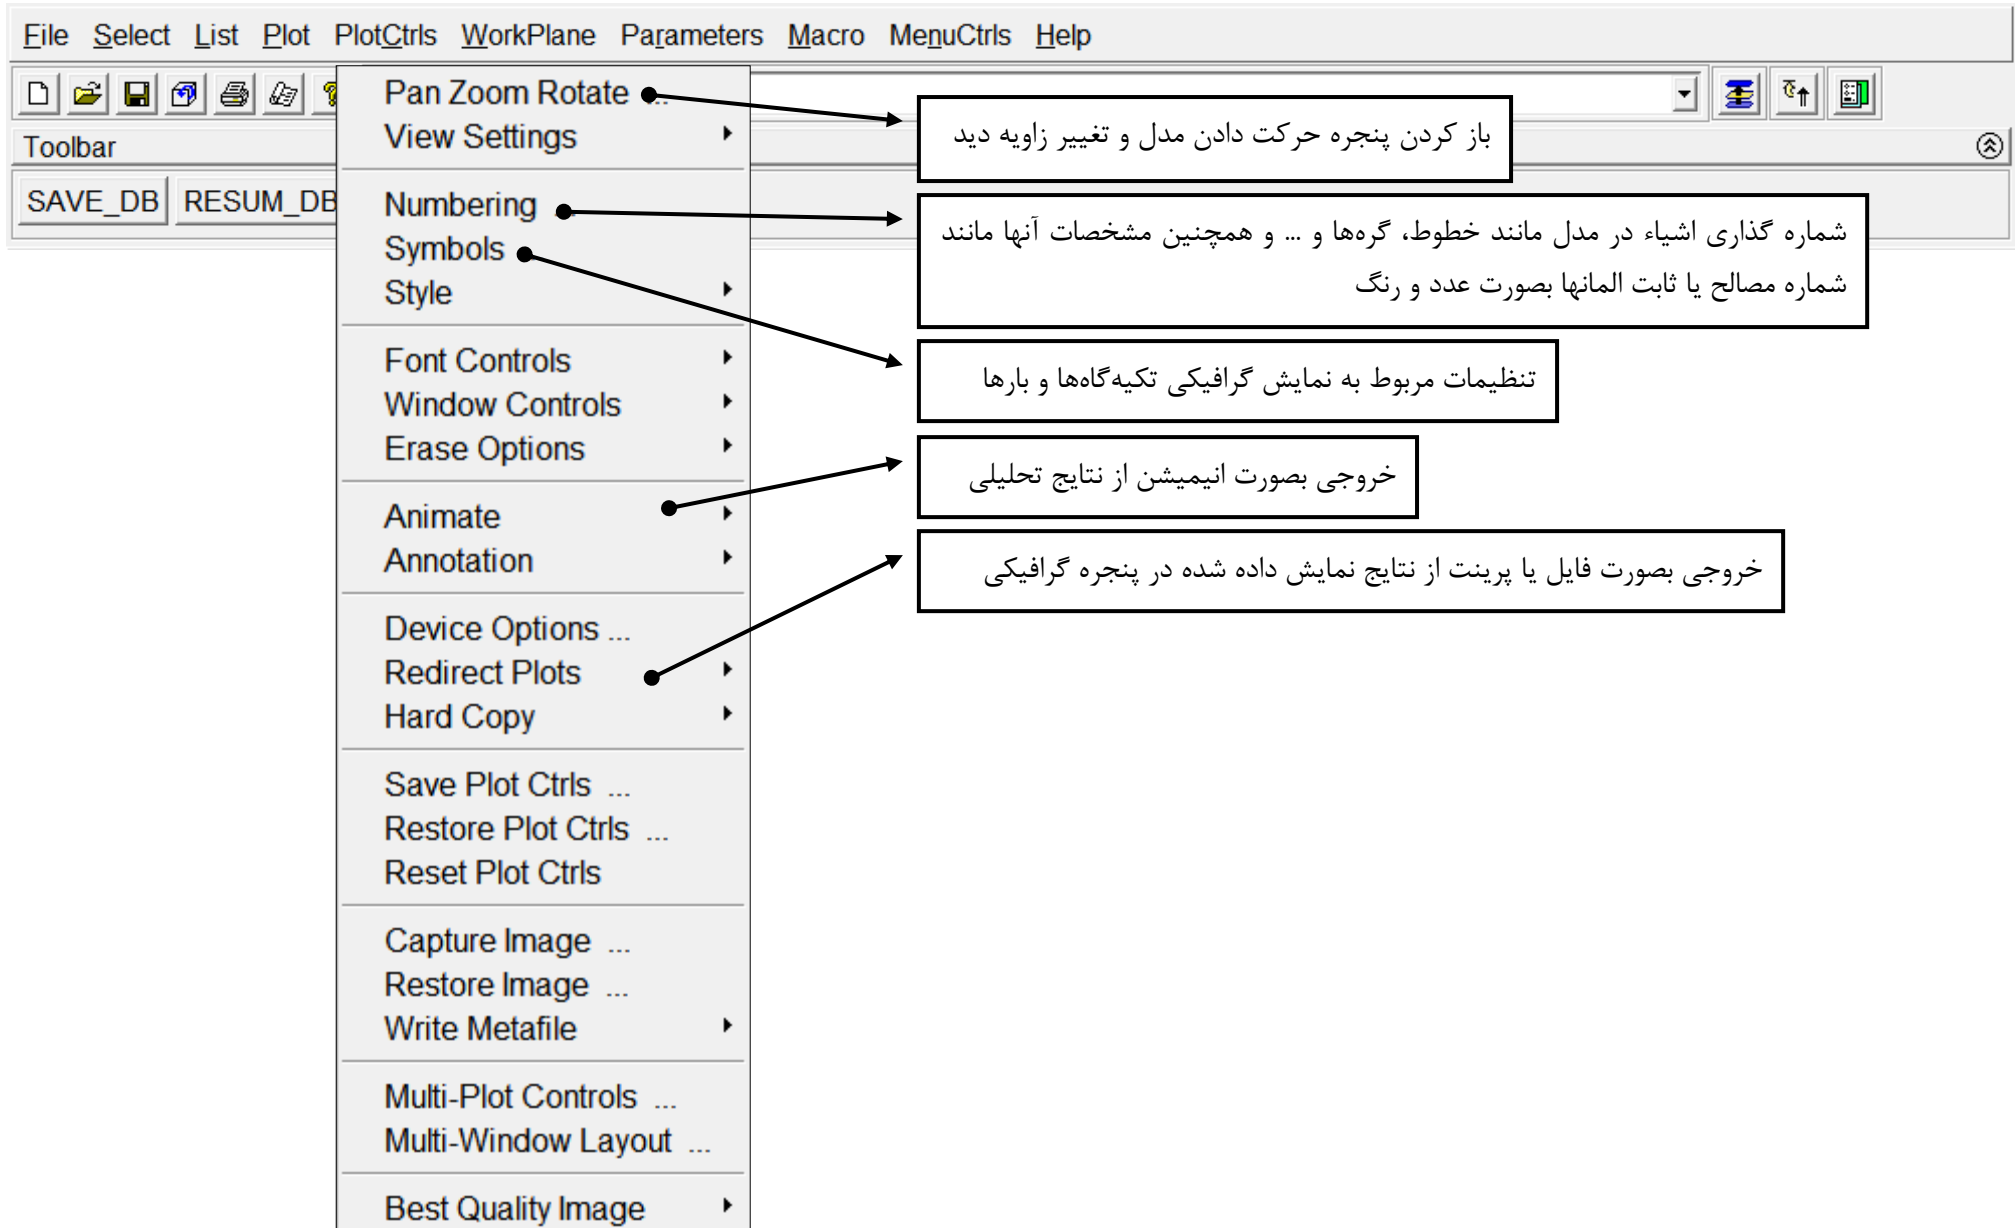 File Select List Plot PlotCtrls WorkPlane Parameters Macro MenuCtrls Help
Toolbar
SAVE_DB RESUM_DB
Pan Zoom Rotate ...
View Settings
Numbering ...
Symbols
Style
Font Controls
Window Controls
Erase Options
Animate
Annotation
Device Options ...
Redirect Plots
Hard Copy
Save Plot Ctrls ...
Restore Plot Ctrls ...
Reset Plot Ctrls
Capture Image ...
Restore Image ...
Write Metafile
Multi-Plot Controls ...
Multi-Window Layout ...
Best Quality Image
باز کردن پنجره حرکت دادن مدل و تغییر زاویه دید
شماره گذاری اشیاء در مدل مانند خطوط، گره‌ها و ... و همچنین مشخصات آنها مانند
شماره مصالح یا ثابت المانها بصورت عدد و رنگ
تنظیمات مربوط به نمایش گرافیکی تکیه‌گاه‌ها و بارها
خروجی بصورت انیمیشن از نتایج تحلیلی
خروجی بصورت فایل یا پرینت از نتایج نمایش داده شده در پنجره گرافیکی